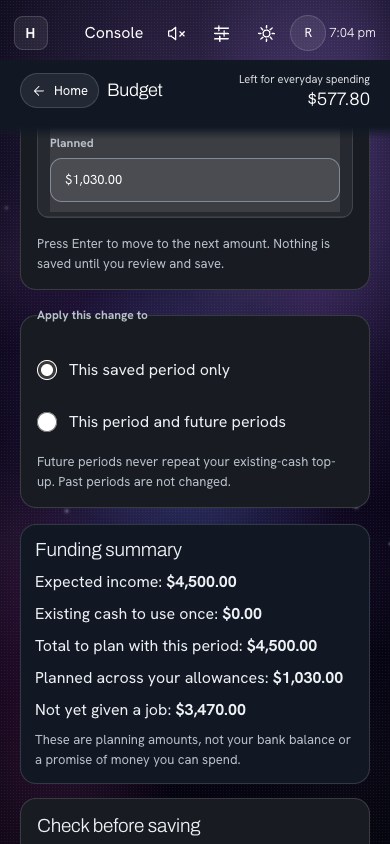 H
Console
R
7:04 pm
Home
Budget
Left for everyday spending
$577.80
Planned
$1,030.00
Press Enter to move to the next amount. Nothing is
saved until you review and save.
Apply this change to
This saved period only
This period and future periods
Future periods never repeat your existing-cash top-
up. Past periods are not changed.
Funding summary
Expected income: $4,500.00
Existing cash to use once: $0.00
Total to plan with this period: $4,500.00
Planned across your allowances: $1,030.00
Not yet given a job: $3,470.00
These are planning amounts, not your bank balance or
a promise of money you can spend.
Check before saving